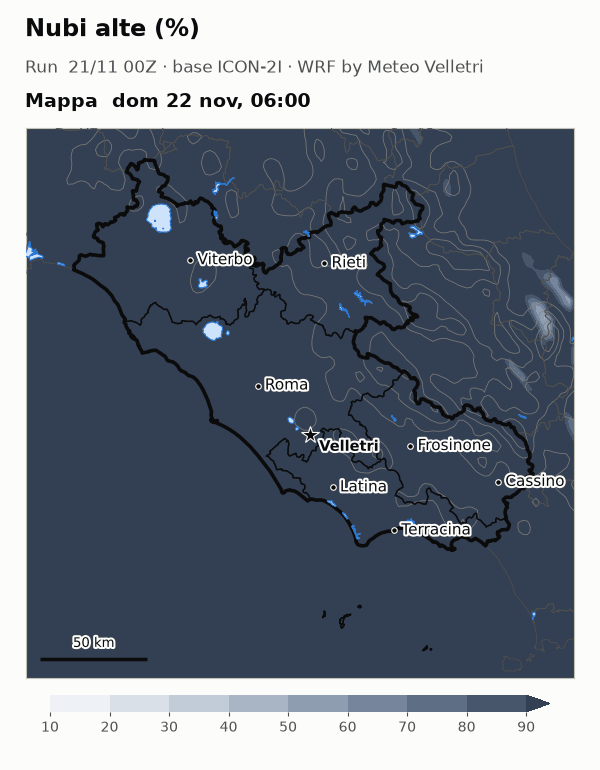 Nubi alte (%)
Run 21/11 00Z · base ICON-2I · WRF by Meteo Velletri
Mappa dom 22 nov, 06:00
Viterbo
Rieti
Roma
Velletri
Frosinone
Cassino
Latina
Terracina
50 km
10 20 30 40 50 60 70 80 90